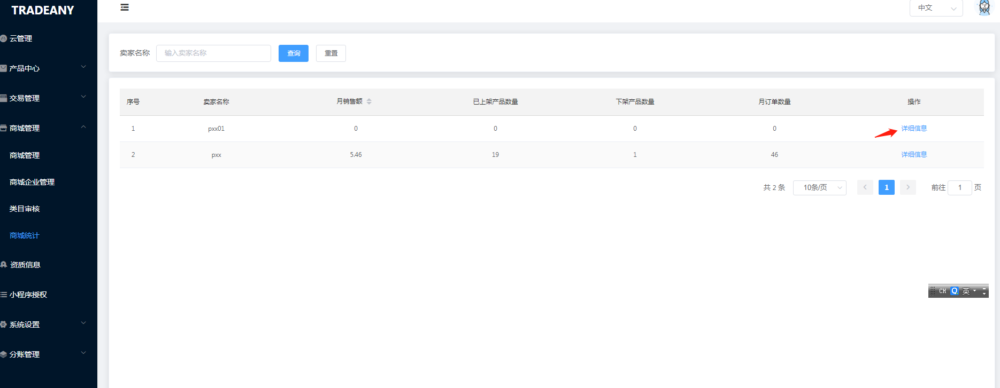 TRADEANY
中文
云管理
产品中心
交易管理
商城管理
商城管理
商城企业管理
类目审核
商城统计
资质信息
小程序授权
系统设置
分账管理
卖家名称 输入卖家名称 查询 重置
序号 卖家名称 月销售额 已上架产品数量 下架产品数量 月订单数量 操作
1 pxx01 0 0 0 0 详细信息
2 pxx 5.46 19 1 46 详细信息
共 2 条 10条/页 1 前往 1 页
CH Q 英